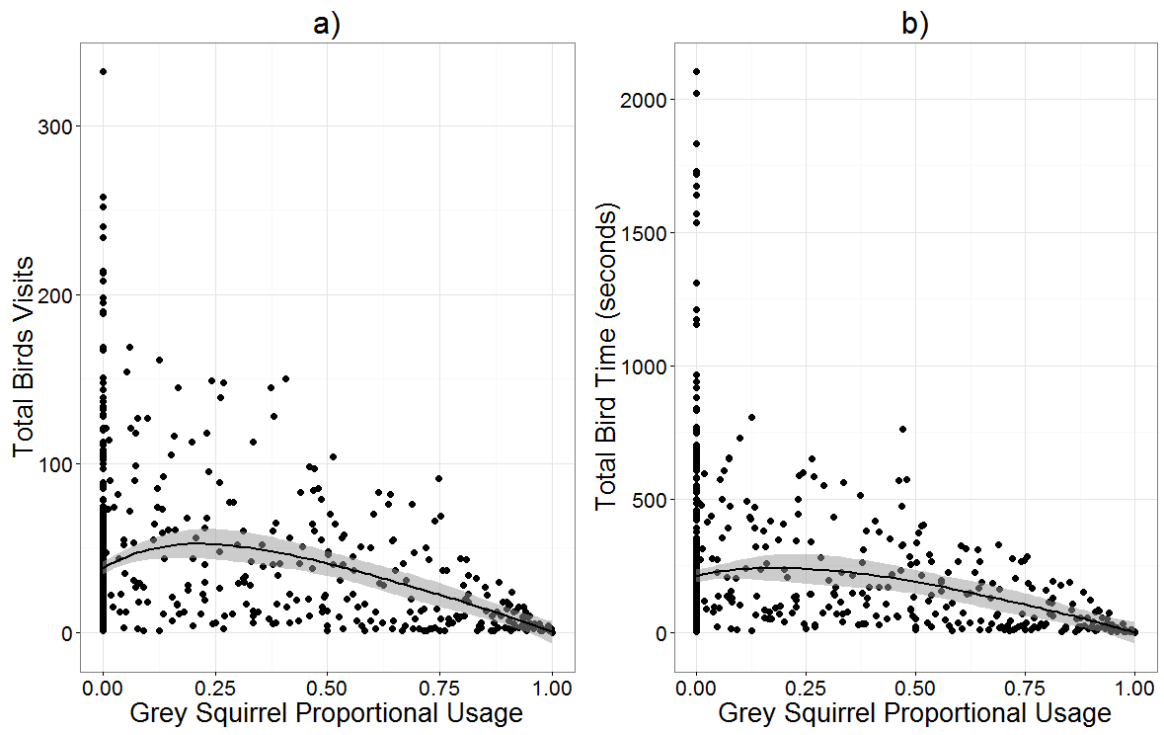 a)
Total Birds Visits
300
200
100
0
0.00 0.25 0.50 0.75 1.00
Grey Squirrel Proportional Usage
b)
Total Bird Time (seconds)
2000
1500
1000
500
0
0.00 0.25 0.50 0.75 1.00
Grey Squirrel Proportional Usage